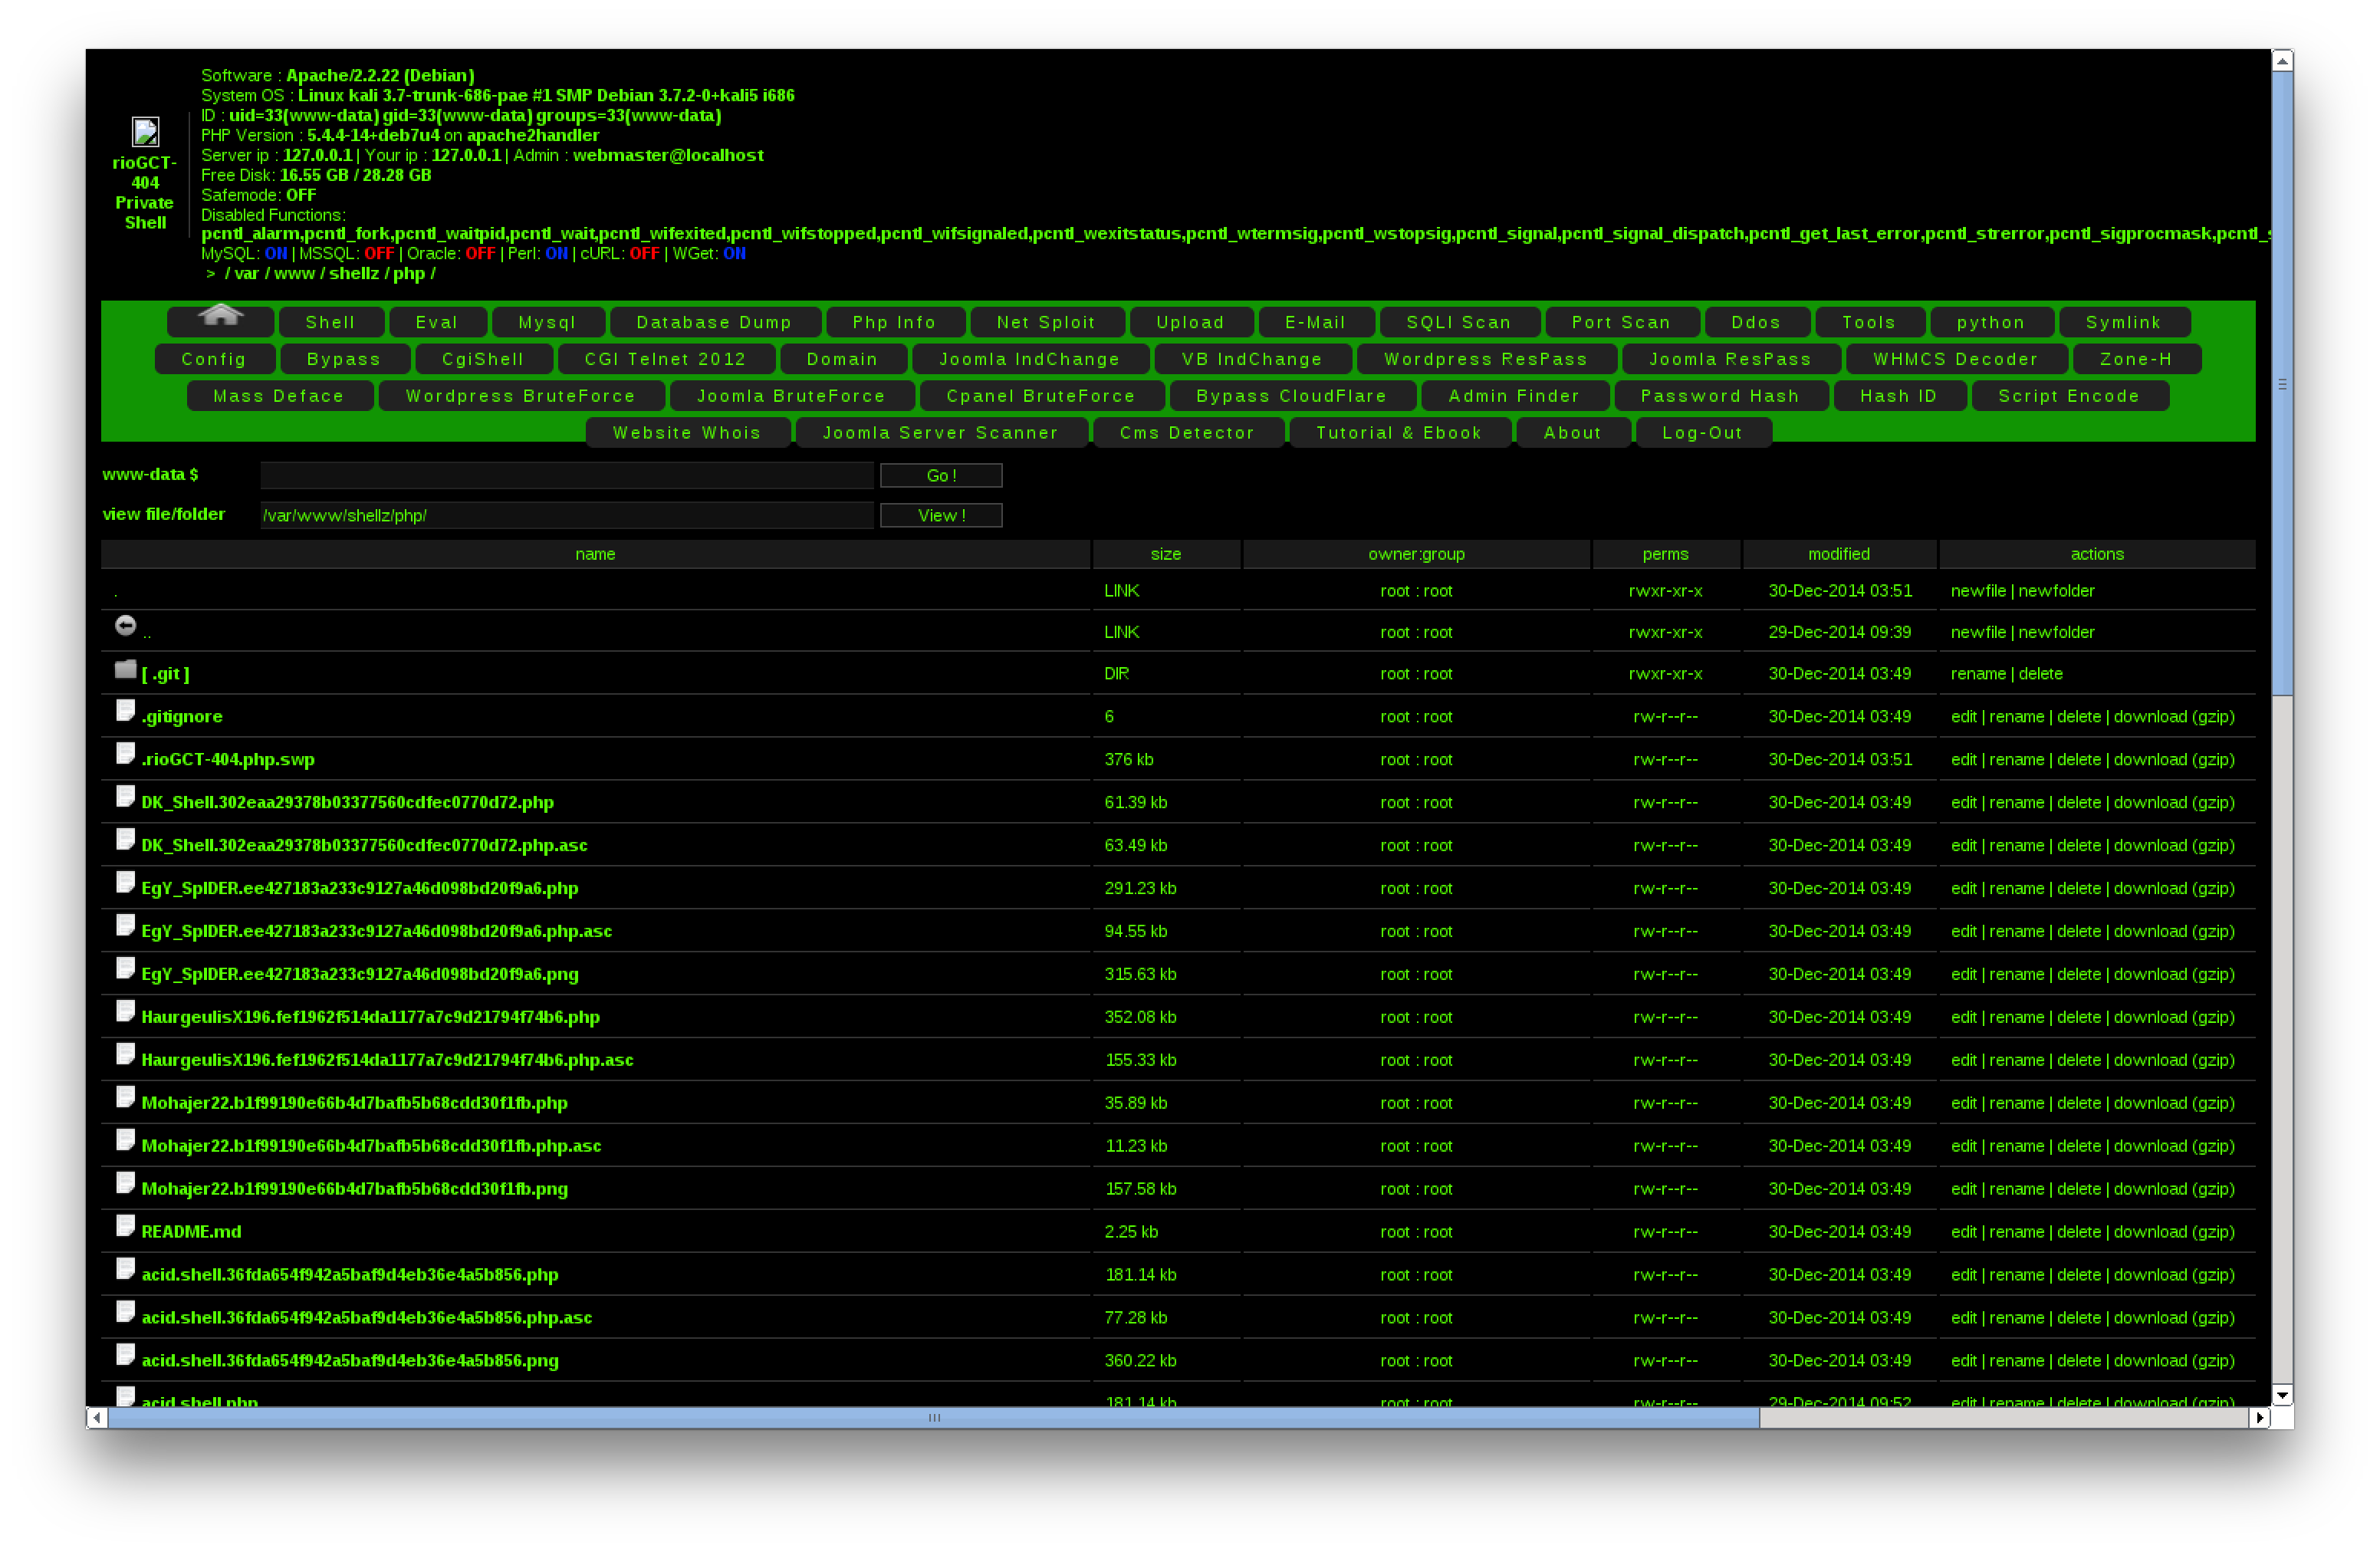 rioGCT-
404
Private
Shell
Software : Apache/2.2.22 (Debian)
System OS : Linux kali 3.7-trunk-686-pae #1 SMP Debian 3.7.2-0+kali5 i686
ID : uid=33(www-data) gid=33(www-data) groups=33(www-data)
PHP Version : 5.4.4-14+deb7u4 on apache2handler
Server ip : 127.0.0.1 | Your ip : 127.0.0.1 | Admin : webmaster@localhost
Free Disk: 16.55 GB / 28.28 GB
Safemode: OFF
Disabled Functions:
pcntl_alarm,pcntl_fork,pcntl_waitpid,pcntl_wait,pcntl_wifexited,pcntl_wifstopped,pcntl_wifsignaled,pcntl_wexitstatus,pcntl_wtermsig,pcntl_wstopsig,pcntl_signal,pcntl_signal_dispatch,pcntl_get_last_error,pcntl_strerror,pcntl_sigprocmask,pcntl_s
MySQL: ON | MSSQL: OFF | Oracle: OFF | Perl: ON | cURL: OFF | WGet: ON
> / var / www / shellz / php /
Shell Eval Mysql Database Dump Php Info Net Sploit Upload E-Mail SQLI Scan Port Scan Ddos Tools python Symlink
Config Bypass CgiShell CGI Telnet 2012 Domain Joomla IndChange VB IndChange Wordpress ResPass Joomla ResPass WHMCS Decoder Zone-H
Mass Deface Wordpress BruteForce Joomla BruteForce Cpanel BruteForce Bypass CloudFlare Admin Finder Password Hash Hash ID Script Encode
Website Whois Joomla Server Scanner Cms Detector Tutorial & Ebook About Log-Out
www-data $ Go !
view file/folder /var/www/shellz/php/ View !
name size owner:group perms modified actions
. LINK root : root rwxr-xr-x 30-Dec-2014 03:51 newfile | newfolder
.. LINK root : root rwxr-xr-x 29-Dec-2014 09:39 newfile | newfolder
[ .git ] DIR root : root rwxr-xr-x 30-Dec-2014 03:49 rename | delete
.gitignore 6 root : root rw-r--r-- 30-Dec-2014 03:49 edit | rename | delete | download (gzip)
.rioGCT-404.php.swp 376 kb root : root rw-r--r-- 30-Dec-2014 03:51 edit | rename | delete | download (gzip)
DK_Shell.302eaa29378b03377560cdfec0770d72.php 61.39 kb root : root rw-r--r-- 30-Dec-2014 03:49 edit | rename | delete | download (gzip)
DK_Shell.302eaa29378b03377560cdfec0770d72.php.asc 63.49 kb root : root rw-r--r-- 30-Dec-2014 03:49 edit | rename | delete | download (gzip)
EgY_SpIDER.ee427183a233c9127a46d098bd20f9a6.php 291.23 kb root : root rw-r--r-- 30-Dec-2014 03:49 edit | rename | delete | download (gzip)
EgY_SpIDER.ee427183a233c9127a46d098bd20f9a6.php.asc 94.55 kb root : root rw-r--r-- 30-Dec-2014 03:49 edit | rename | delete | download (gzip)
EgY_SpIDER.ee427183a233c9127a46d098bd20f9a6.png 315.63 kb root : root rw-r--r-- 30-Dec-2014 03:49 edit | rename | delete | download (gzip)
HaurgeulisX196.fef1962f514da1177a7c9d21794f74b6.php 352.08 kb root : root rw-r--r-- 30-Dec-2014 03:49 edit | rename | delete | download (gzip)
HaurgeulisX196.fef1962f514da1177a7c9d21794f74b6.php.asc 155.33 kb root : root rw-r--r-- 30-Dec-2014 03:49 edit | rename | delete | download (gzip)
Mohajer22.b1f99190e66b4d7bafb5b68cdd30f1fb.php 35.89 kb root : root rw-r--r-- 30-Dec-2014 03:49 edit | rename | delete | download (gzip)
Mohajer22.b1f99190e66b4d7bafb5b68cdd30f1fb.php.asc 11.23 kb root : root rw-r--r-- 30-Dec-2014 03:49 edit | rename | delete | download (gzip)
Mohajer22.b1f99190e66b4d7bafb5b68cdd30f1fb.png 157.58 kb root : root rw-r--r-- 30-Dec-2014 03:49 edit | rename | delete | download (gzip)
README.md 2.25 kb root : root rw-r--r-- 30-Dec-2014 03:49 edit | rename | delete | download (gzip)
acid.shell.36fda654f942a5baf9d4eb36e4a5b856.php 181.14 kb root : root rw-r--r-- 30-Dec-2014 03:49 edit | rename | delete | download (gzip)
acid.shell.36fda654f942a5baf9d4eb36e4a5b856.php.asc 77.28 kb root : root rw-r--r-- 30-Dec-2014 03:49 edit | rename | delete | download (gzip)
acid.shell.36fda654f942a5baf9d4eb36e4a5b856.png 360.22 kb root : root rw-r--r-- 30-Dec-2014 03:49 edit | rename | delete | download (gzip)
acid.shell.php 181.14 kb root : root rw-r--r-- 29-Dec-2014 09:52 edit | rename | delete | download (gzip)